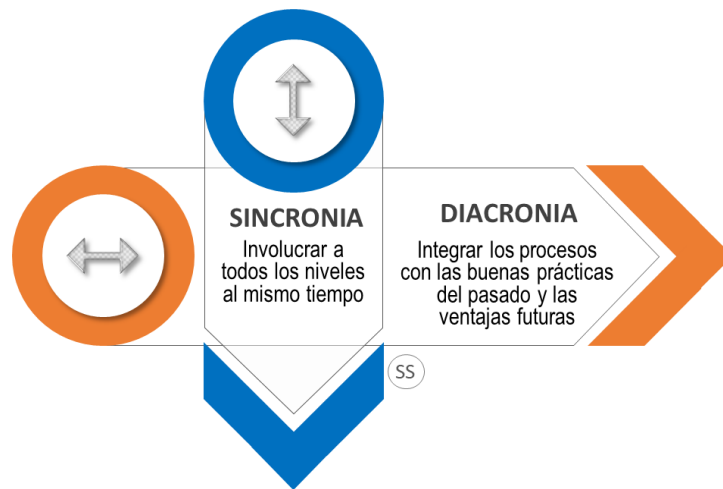 SINCRONIA
Involucrar a
todos los niveles
al mismo tiempo
DIACRONIA
Integrar los procesos
con las buenas prácticas
del pasado y las
ventajas futuras
SS